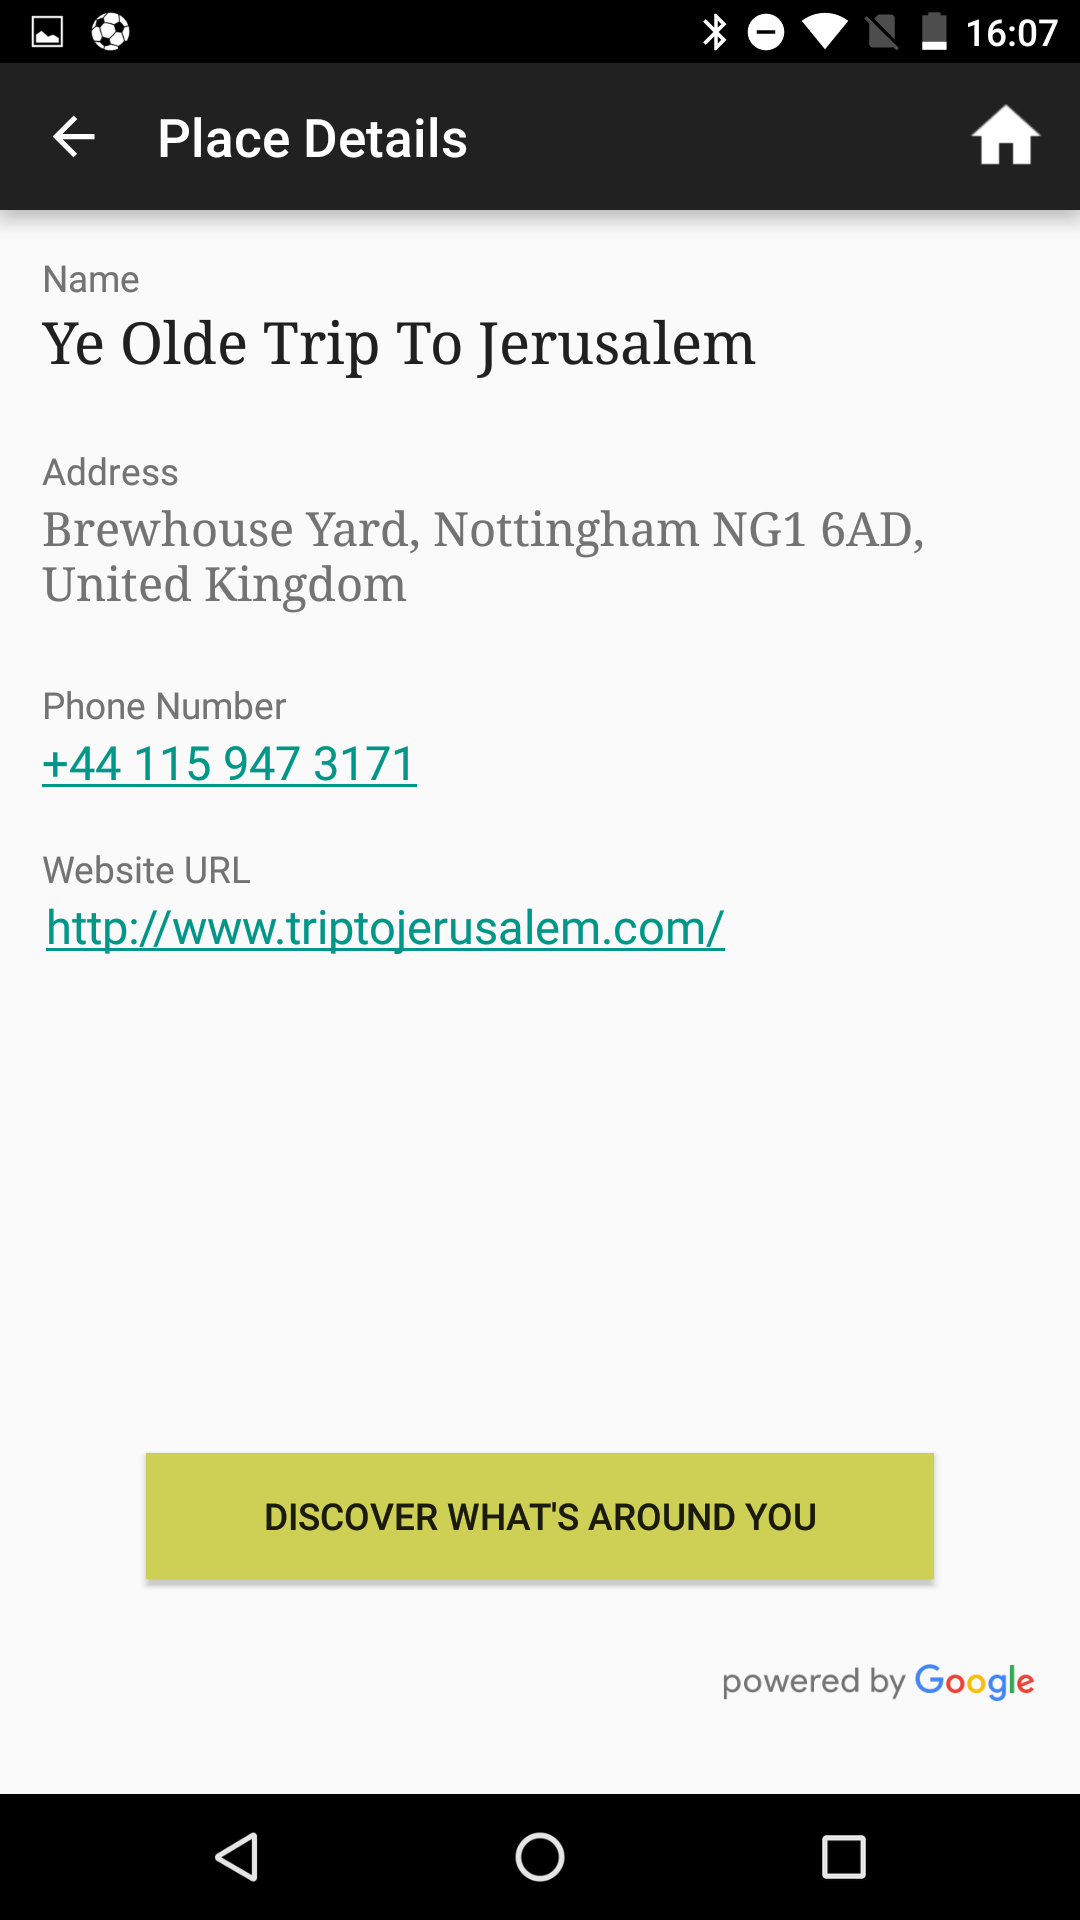 16:07
Place Details
Name
Ye Olde Trip To Jerusalem
Address
Brewhouse Yard, Nottingham NG1 6AD,
United Kingdom
Phone Number
+44 115 947 3171
Website URL
http://www.triptojerusalem.com/
DISCOVER WHAT'S AROUND YOU
powered by Google